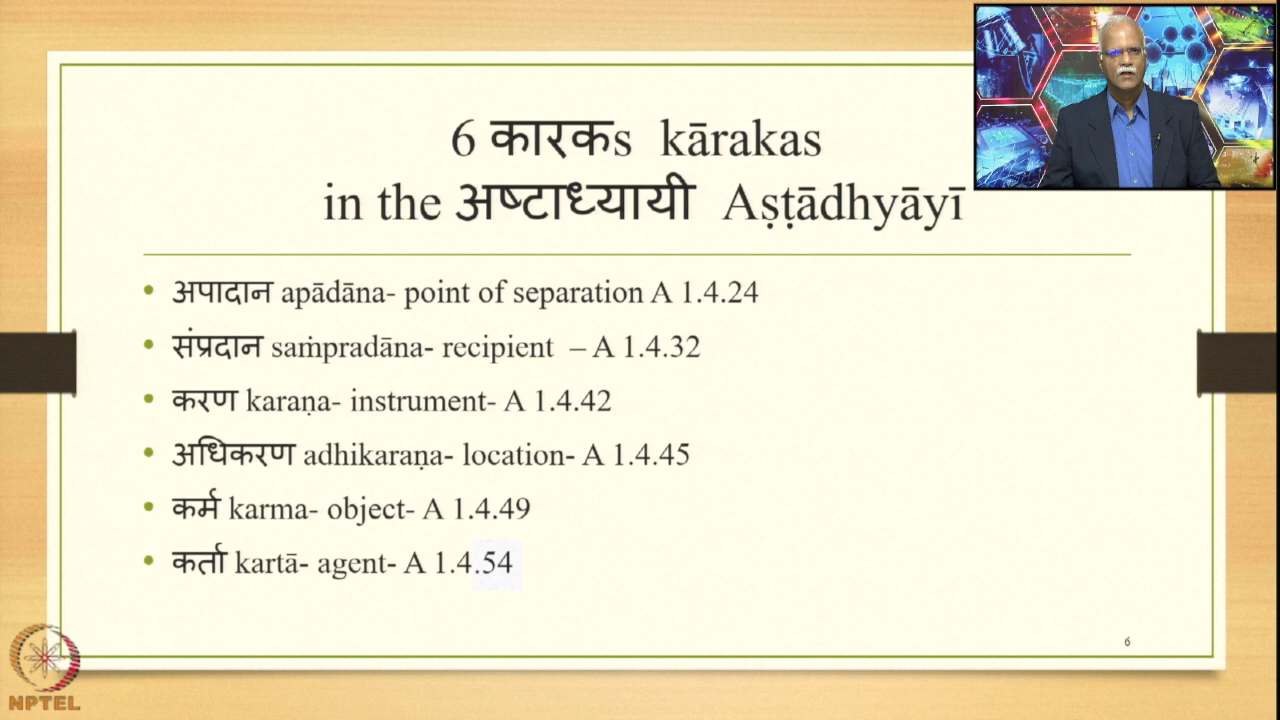 6 कारकs kārakas
in the अष्टाध्यायी Aṣṭādhyāyī
• अपादान apādāna- point of separation A 1.4.24
• संप्रदान saṁpradāna- recipient – A 1.4.32
• करण karaṇa- instrument- A 1.4.42
• अधिकरण adhikaraṇa- location- A 1.4.45
• कर्म karma- object- A 1.4.49
• कर्ता kartā- agent- A 1.4.54
6
NPTEL